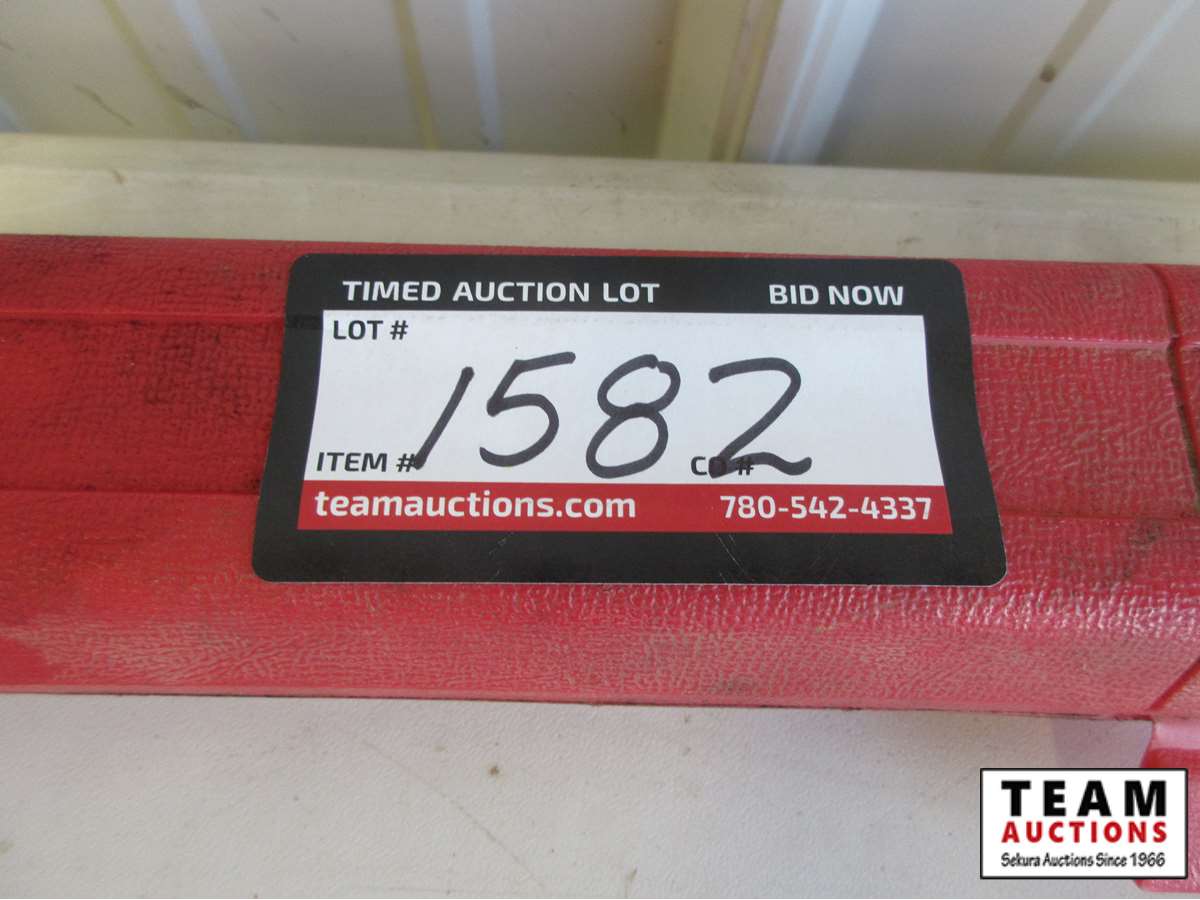 TIMED AUCTION LOT BID NOW
LOT #
1582
ITEM # CD #
teamauctions.com 780-542-4337
TEAM
AUCTIONS
Sekura Auctions Since 1966